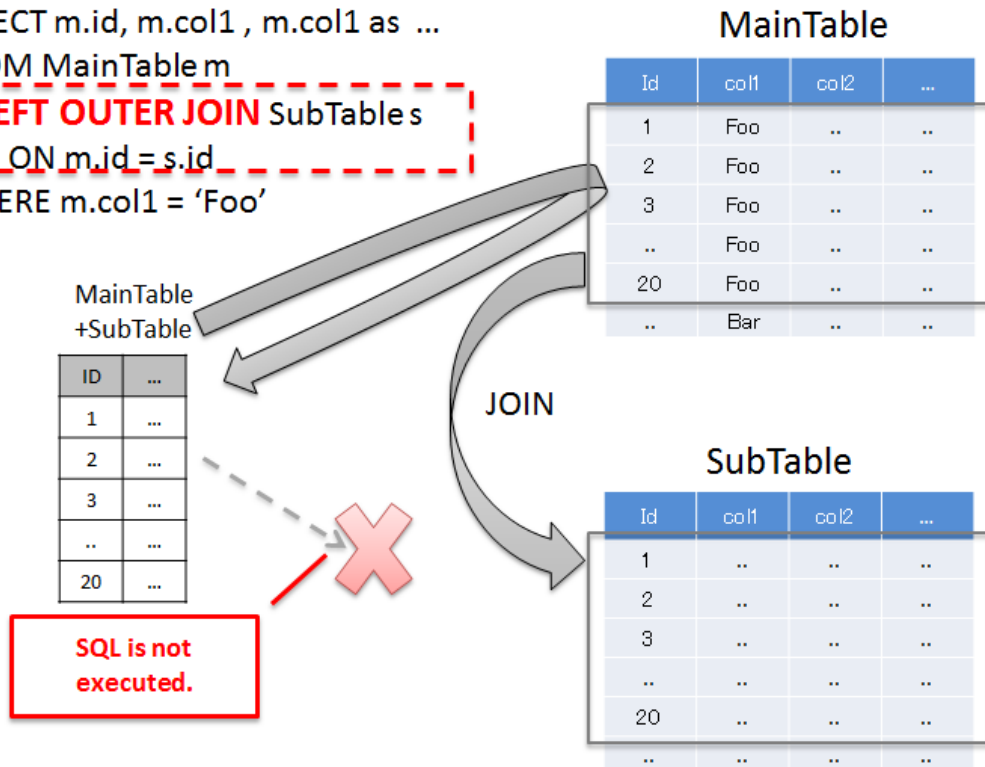 ECT m.id, m.col1 , m.col1 as ...
OM MainTable m
EFT OUTER JOIN SubTable s
ON m.id = s.id
ERE m.col1 = ‘Foo’
MainTable
Id col1 col2 ...
1 Foo .. ..
2 Foo .. ..
3 Foo .. ..
.. Foo .. ..
20 Foo .. ..
.. Bar .. ..
MainTable
+SubTable
ID ...
1 ...
2 ...
3 ...
.. ...
20 ...
JOIN
SQL is not
executed.
SubTable
Id col1 col2 ...
1 .. .. ..
2 .. .. ..
3 .. .. ..
.. .. .. ..
20 .. .. ..
.. .. .. ..